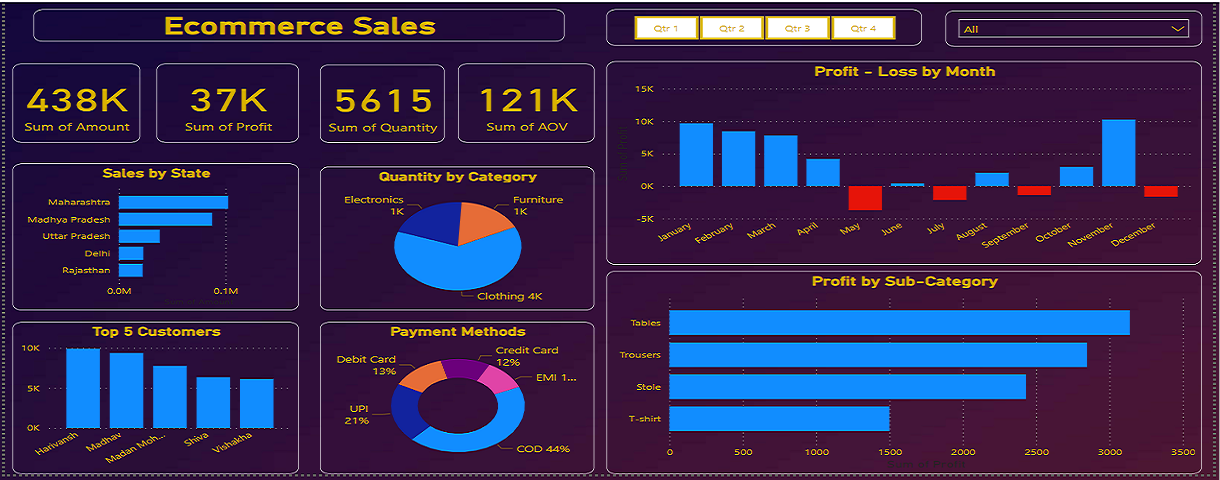 Ecommerce Sales
Qtr 1
Qtr 2
Qtr 3
Qtr 4
All
438K
Sum of Amount
37K
Sum of Profit
5615
Sum of Quantity
121K
Sum of AOV
Profit - Loss by Month
15K
10K
5K
0K
-5K
January
February
March
April
May
June
July
August
September
October
November
December
Sales by State
Maharashtra
Madhya Pradesh
Uttar Pradesh
Delhi
Rajasthan
0.0M
0.1M
Quantity by Category
Electronics
1K
Furniture
1K
Clothing 4K
Profit by Sub-Category
Tables
Trousers
Stole
T-shirt
0
500
1000
1500
2000
2500
3000
3500
Top 5 Customers
10K
5K
0K
Harivansh
Madhav
Madan Moh...
Shiva
Vishakha
Payment Methods
Debit Card
13%
Credit Card
12%
EMI 1...
UPI
21%
COD 44%